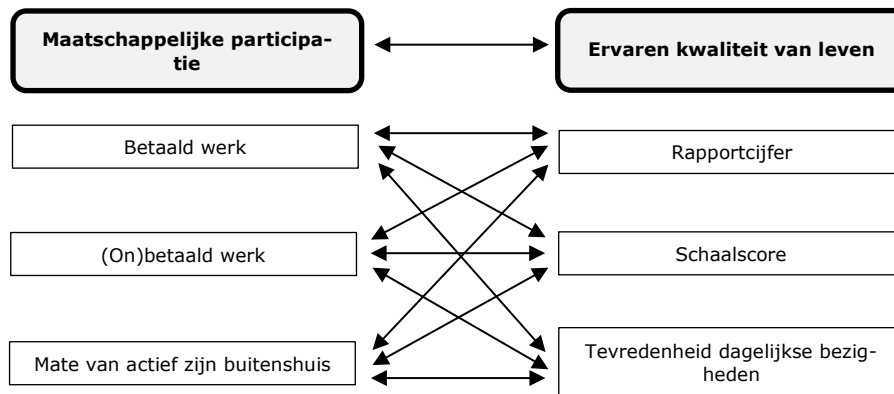 Maatschappelijke participa-
tie
Ervaren kwaliteit van leven
Betaald werk
Rapportcijfer
(On)betaald werk
Schaalscore
Mate van actief zijn buitenshuis
Tevredenheid dagelijkse bezig-
heden